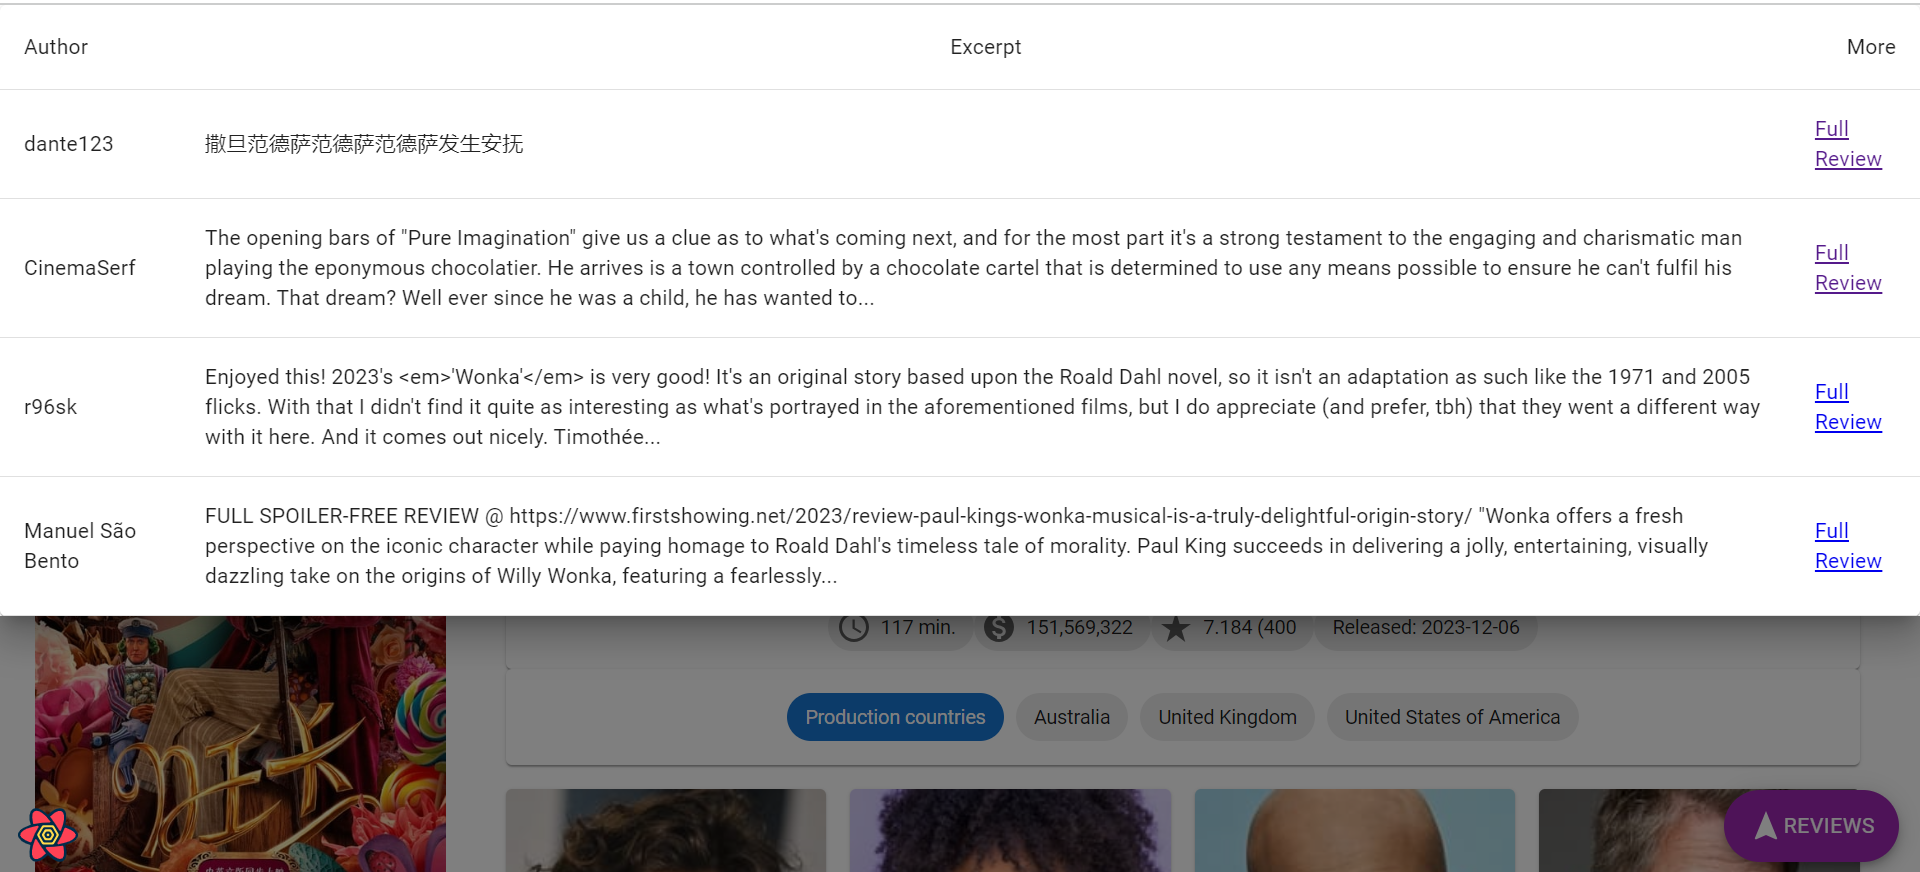 Author Excerpt More
dante123 撒旦范德萨范德萨范德萨发生安抚 Full
Review
CinemaSerf
The opening bars of "Pure Imagination" give us a clue as to what's coming next, and for the most part it's a strong testament to the engaging and charismatic man
playing the eponymous chocolatier. He arrives is a town controlled by a chocolate cartel that is determined to use any means possible to ensure he can't fulfil his
dream. That dream? Well ever since he was a child, he has wanted to...
Full
Review
r96sk
Enjoyed this! 2023's <em>'Wonka'</em> is very good! It's an original story based upon the Roald Dahl novel, so it isn't an adaptation as such like the 1971 and 2005
flicks. With that I didn't find it quite as interesting as what's portrayed in the aforementioned films, but I do appreciate (and prefer, tbh) that they went a different way
with it here. And it comes out nicely. Timothée...
Full
Review
Manuel São
Bento
FULL SPOILER-FREE REVIEW @ https://www.firstshowing.net/2023/review-paul-kings-wonka-musical-is-a-truly-delightful-origin-story/ "Wonka offers a fresh
perspective on the iconic character while paying homage to Roald Dahl's timeless tale of morality. Paul King succeeds in delivering a jolly, entertaining, visually
dazzling take on the origins of Willy Wonka, featuring a fearlessly...
Full
Review
117 min. 151,569,322 7.184 (400 Released: 2023-12-06
Production countries Australia United Kingdom United States of America
REVIEWS